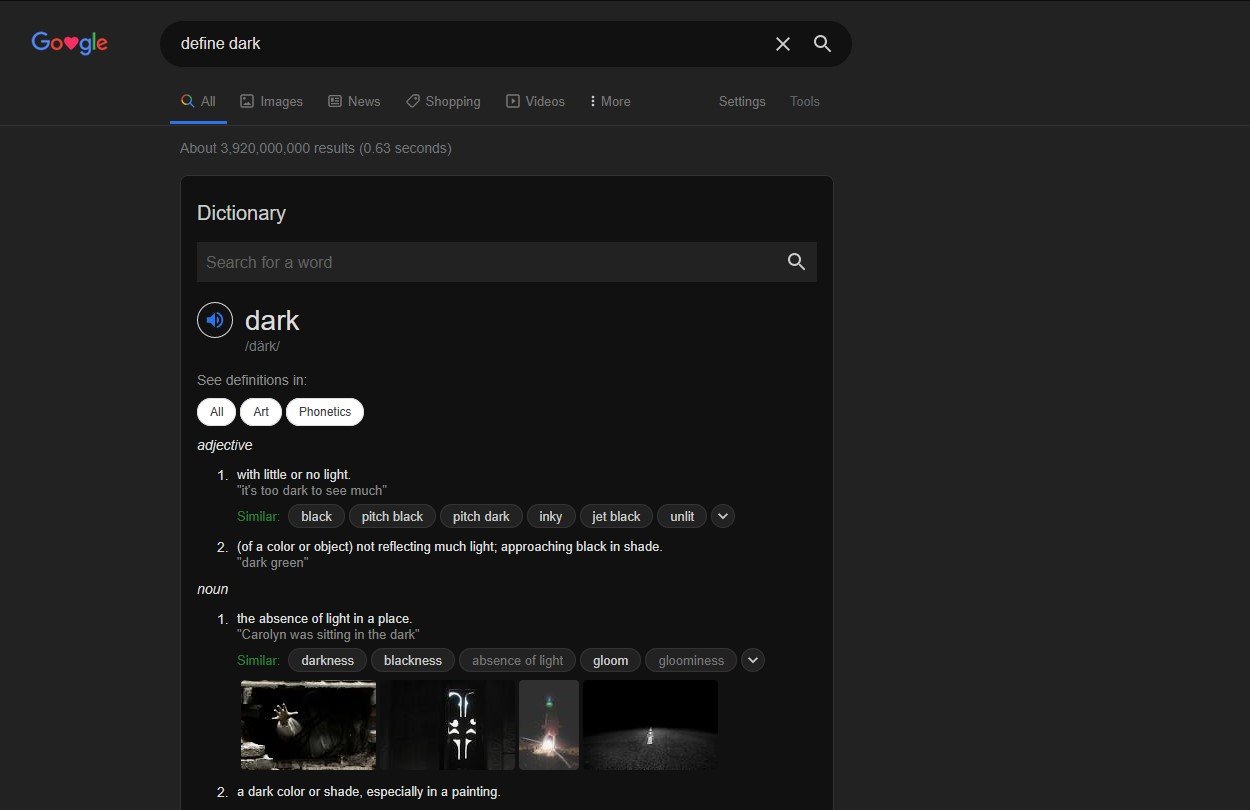 Google
define dark
All Images News Shopping Videos More Settings Tools
About 3,920,000,000 results (0.63 seconds)
Dictionary
Search for a word
dark
/därk/
See definitions in:
All Art Phonetics
adjective
1. with little or no light.
"it's too dark to see much"
Similar: black pitch black pitch dark inky jet black unlit
2. (of a color or object) not reflecting much light; approaching black in shade.
"dark green"
noun
1. the absence of light in a place.
"Carolyn was sitting in the dark"
Similar: darkness blackness absence of light gloom gloominess
2. a dark color or shade, especially in a painting.